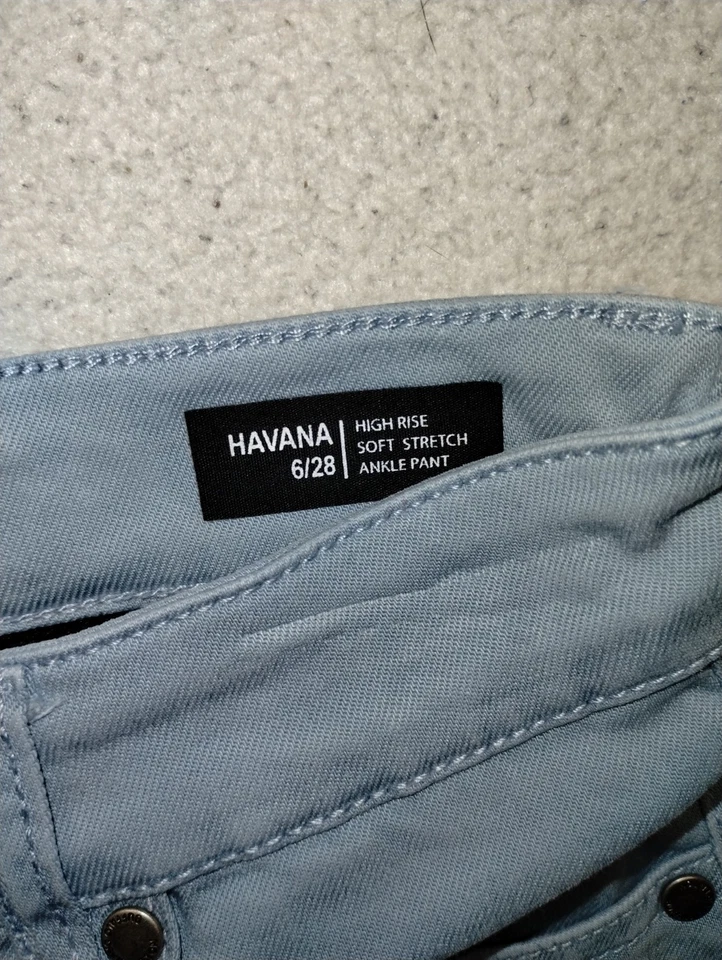 HAVANA
6/28
HIGH RISE
SOFT STRETCH
ANKLE PANT